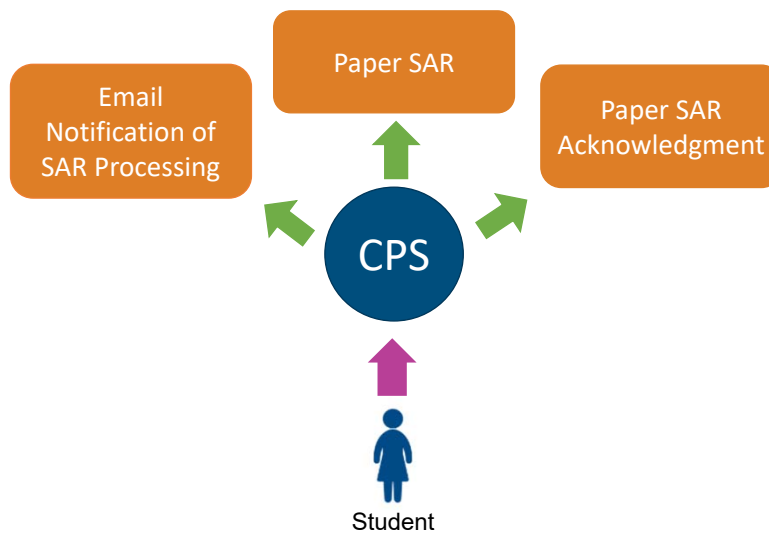 Email
Notification of
SAR Processing
Paper SAR
Paper SAR
Acknowledgment
CPS
Student